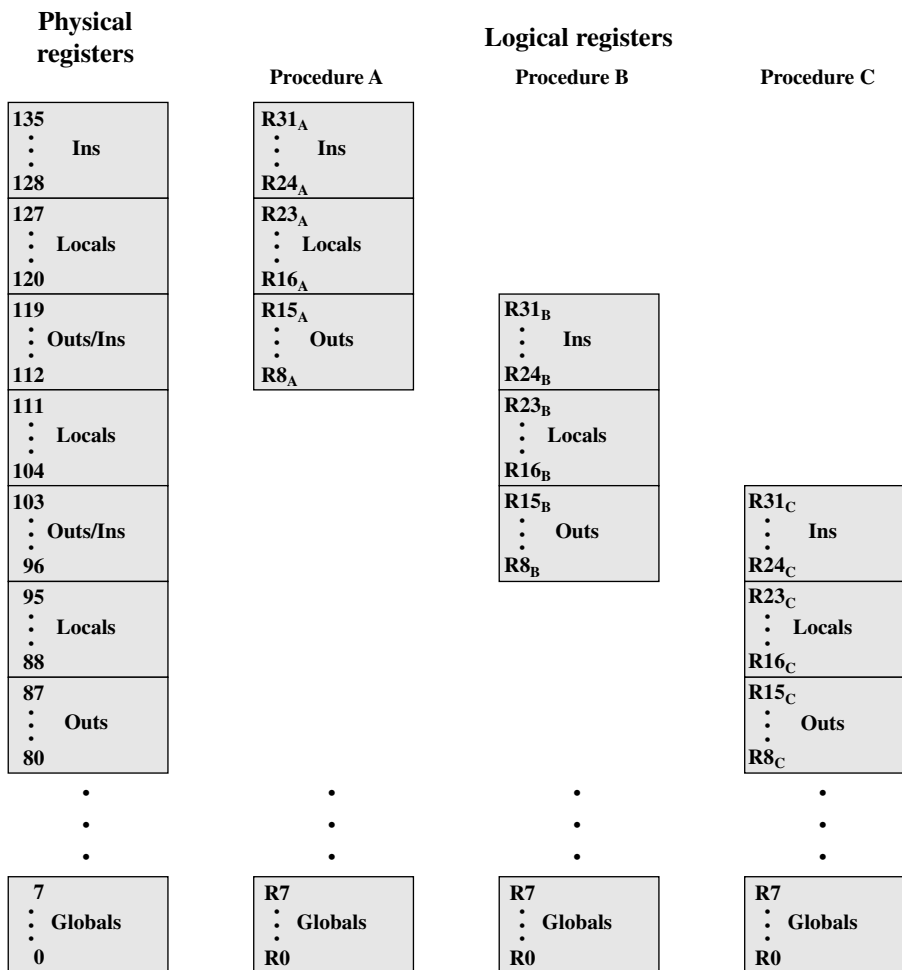 Physical
registers
Logical registers
Procedure A
Procedure B
Procedure C
135
Ins
128
127
Locals
120
119
Outs/Ins
112
111
Locals
104
103
Outs/Ins
96
95
Locals
88
87
Outs
80
7
Globals
0
R31A
Ins
R24A
R23A
Locals
R16A
R15A
Outs
R8A
R7
Globals
R0
R31B
Ins
R24B
R23B
Locals
R16B
R15B
Outs
R8B
R7
Globals
R0
R31C
Ins
R24C
R23C
Locals
R16C
R15C
Outs
R8C
R7
Globals
R0